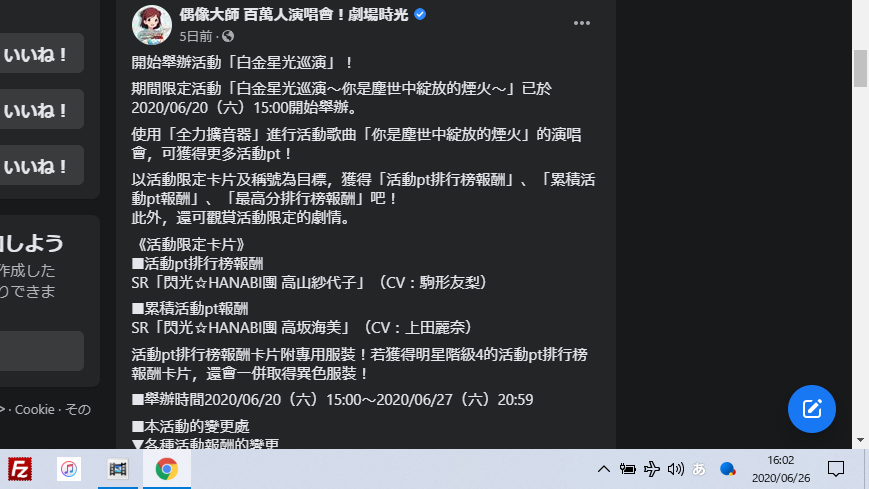 いいね！
いいね！
いいね！
しよう
作成した
りできま
Cookie · その
偶像大師 百萬人演唱會！劇場時光
5日前 ·
開始舉辦活動「白金星光巡演」！
期間限定活動「白金星光巡演～你是塵世中綻放的煙火～」已於
2020/06/20（六）15:00開始舉辦。
使用「全力擴音器」進行活動歌曲「你是塵世中綻放的煙火」的演唱
會，可獲得更多活動pt！
以活動限定卡片及稱號為目標，獲得「活動pt排行榜報酬」、「累積活
動pt報酬」、「最高分排行榜報酬」吧！
此外，還可觀賞活動限定的劇情。
《活動限定卡片》
■活動pt排行榜報酬
SR「閃光☆HANABI團 高山紗代子」（CV：駒形友梨）
■累積活動pt報酬
SR「閃光☆HANABI團 高坂海美」（CV：上田麗奈）
活動pt排行榜報酬卡片附專用服裝！若獲得明星階級4的活動pt排行榜
報酬卡片，還會一併取得異色服裝！
■舉辦時間2020/06/20（六）15:00～2020/06/27（六）20:59
■本活動的變更處
▼各種活動報酬的變更
Fz
あ
16:02
2020/06/26